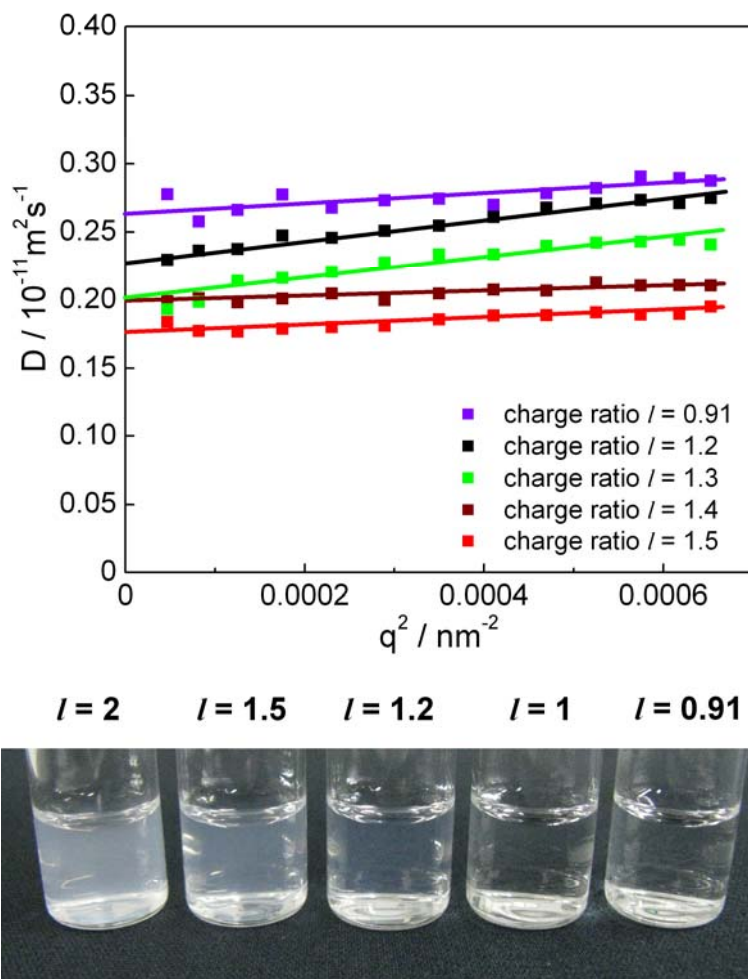 0.40
0.35
0.30
0.25
0.20
0.15
0.10
0.05
0
D / 10⁻¹¹m²s⁻¹
charge ratio l = 0.91
charge ratio l = 1.2
charge ratio l = 1.3
charge ratio l = 1.4
charge ratio l = 1.5
0 0.0002 0.0004 0.0006
q² / nm⁻²
l = 2 l = 1.5 l = 1.2 l = 1 l = 0.91